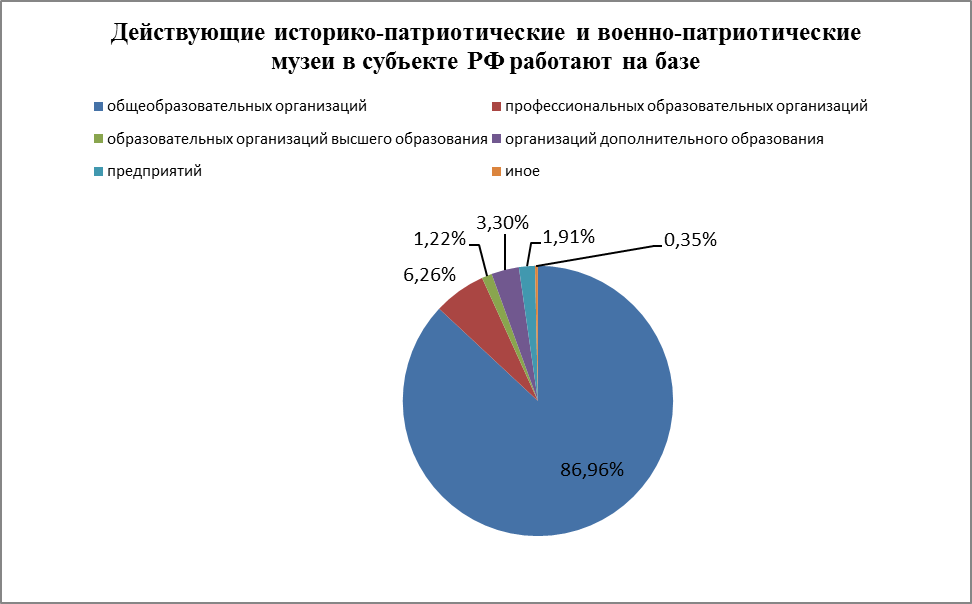 Действующие историко-патриотические и военно-патриотические
музеи в субъекте РФ работают на базе
общеобразовательных организаций
профессиональных образовательных организаций
образовательных организаций высшего образования
организаций дополнительного образования
предприятий
иное
3,30%
1,22%
1,91%
0,35%
6,26%
86,96%